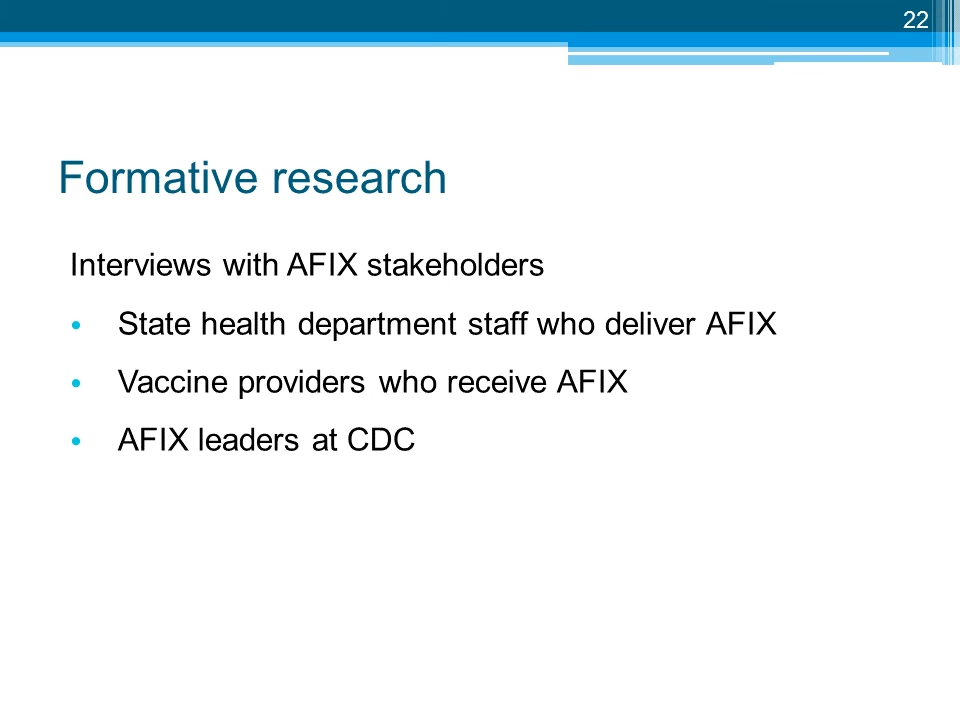 22
Formative research
Interviews with AFIX stakeholders
• State health department staff who deliver AFIX
• Vaccine providers who receive AFIX
• AFIX leaders at CDC